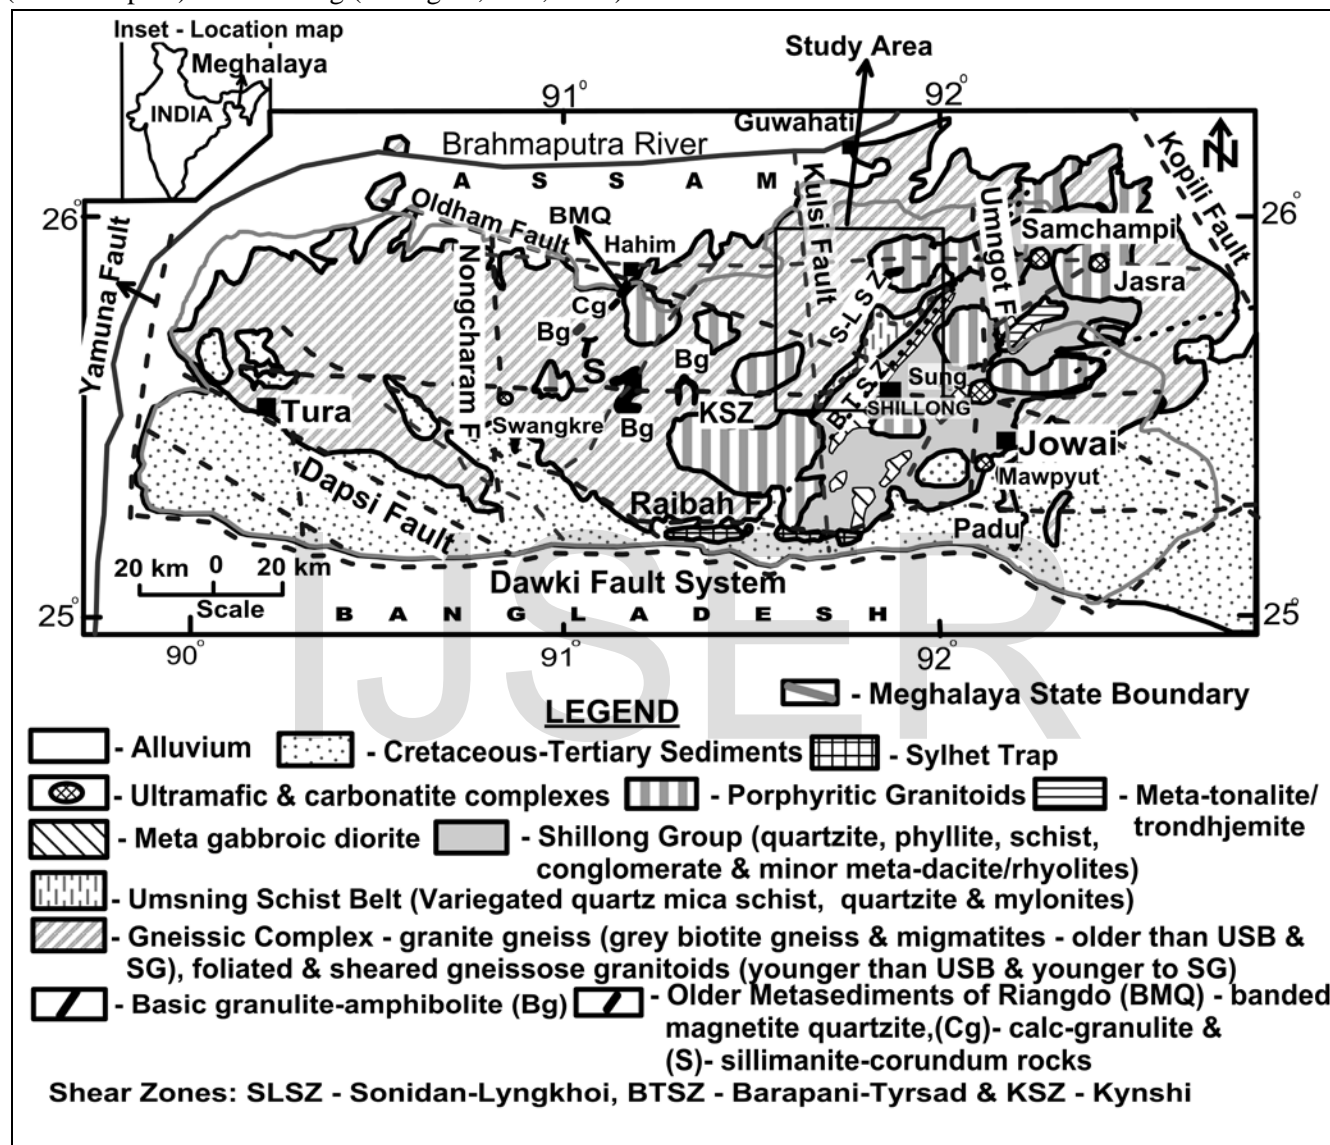 Inset - Location map
Meghalaya
INDIA
Study Area
91°
92°
Guwahati
Brahmaputra River
A S S A M
Kopili Fault
N
26°
26°
Oldham Fault
BMQ
Hahim
Kulsi Fault
Umngot F
Samchampi
Jasra
Yamuna Fault
Nongcharam F
Cg
Bg
S
Bg
S-LSZ
Sung
Tura
Swangkre
Bg
KSZ
B.T.S.Z
SHILLONG
Jowai
Mawpyut
Dapsi Fault
Raibah F
Padu
20 km 0 20 km
Scale
Dawki Fault System
B A N G L A D E S H
25°
25°
90°
91°
92°
IJSER
- Meghalaya State Boundary
LEGEND
- Alluvium - Cretaceous-Tertiary Sediments - Sylhet Trap
- Ultramafic & carbonatite complexes - Porphyritic Granitoids - Meta-tonalite/
trondhjemite
- Meta gabbroic diorite - Shillong Group (quartzite, phyllite, schist,
conglomerate & minor meta-dacite/rhyolites)
- Umsning Schist Belt (Variegated quartz mica schist, quartzite & mylonites)
- Gneissic Complex - granite gneiss (grey biotite gneiss & migmatites - older than USB &
SG), foliated & sheared gneissose granitoids (younger than USB & younger to SG)
- Basic granulite-amphibolite (Bg) - Older Metasediments of Riangdo (BMQ) - banded
magnetite quartzite,(Cg)- calc-granulite &
(S)- sillimanite-corundum rocks
Shear Zones: SLSZ - Sonidan-Lyngkhoi, BTSZ - Barapani-Tyrsad & KSZ - Kynshi